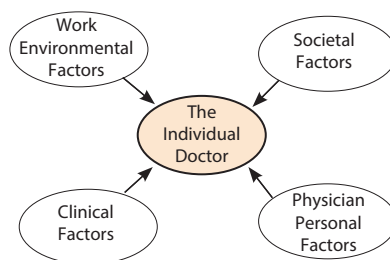 Work
Environmental
Factors
Societal
Factors
The
Individual
Doctor
Clinical
Factors
Physician
Personal
Factors